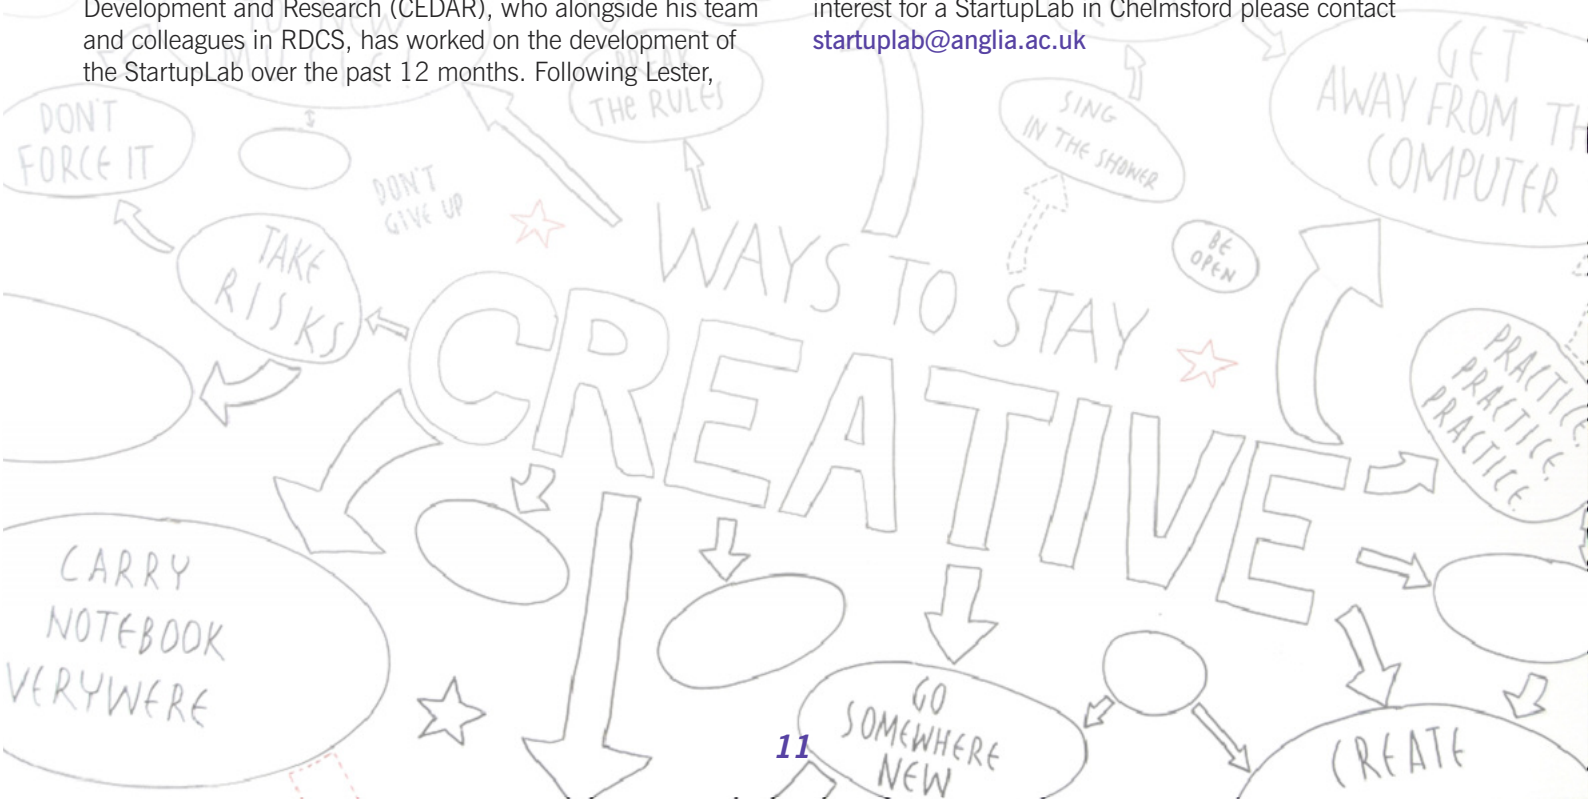 Development and Research (CEDAR), who alongside his team
and colleagues in RDCS, has worked on the development of
the StartupLab over the past 12 months. Following Lester,
interest for a StartupLab in Chelmsford please contact
startuplab@anglia.ac.uk
THE RULES
SING
IN THE SHOWER
GET
AWAY FROM TH
COMPUTER
DON'T
FORCE IT
DON'T
GIVE UP
TAKE
RISKS
BE
OPEN
WAYS TO STAY
CREATIVE
PRACTICE.
PRACTICE.
PRACTICE.
CARRY
NOTEBOOK
VERYWERE
GO
SOMEWHERE
NEW
CREATE
11